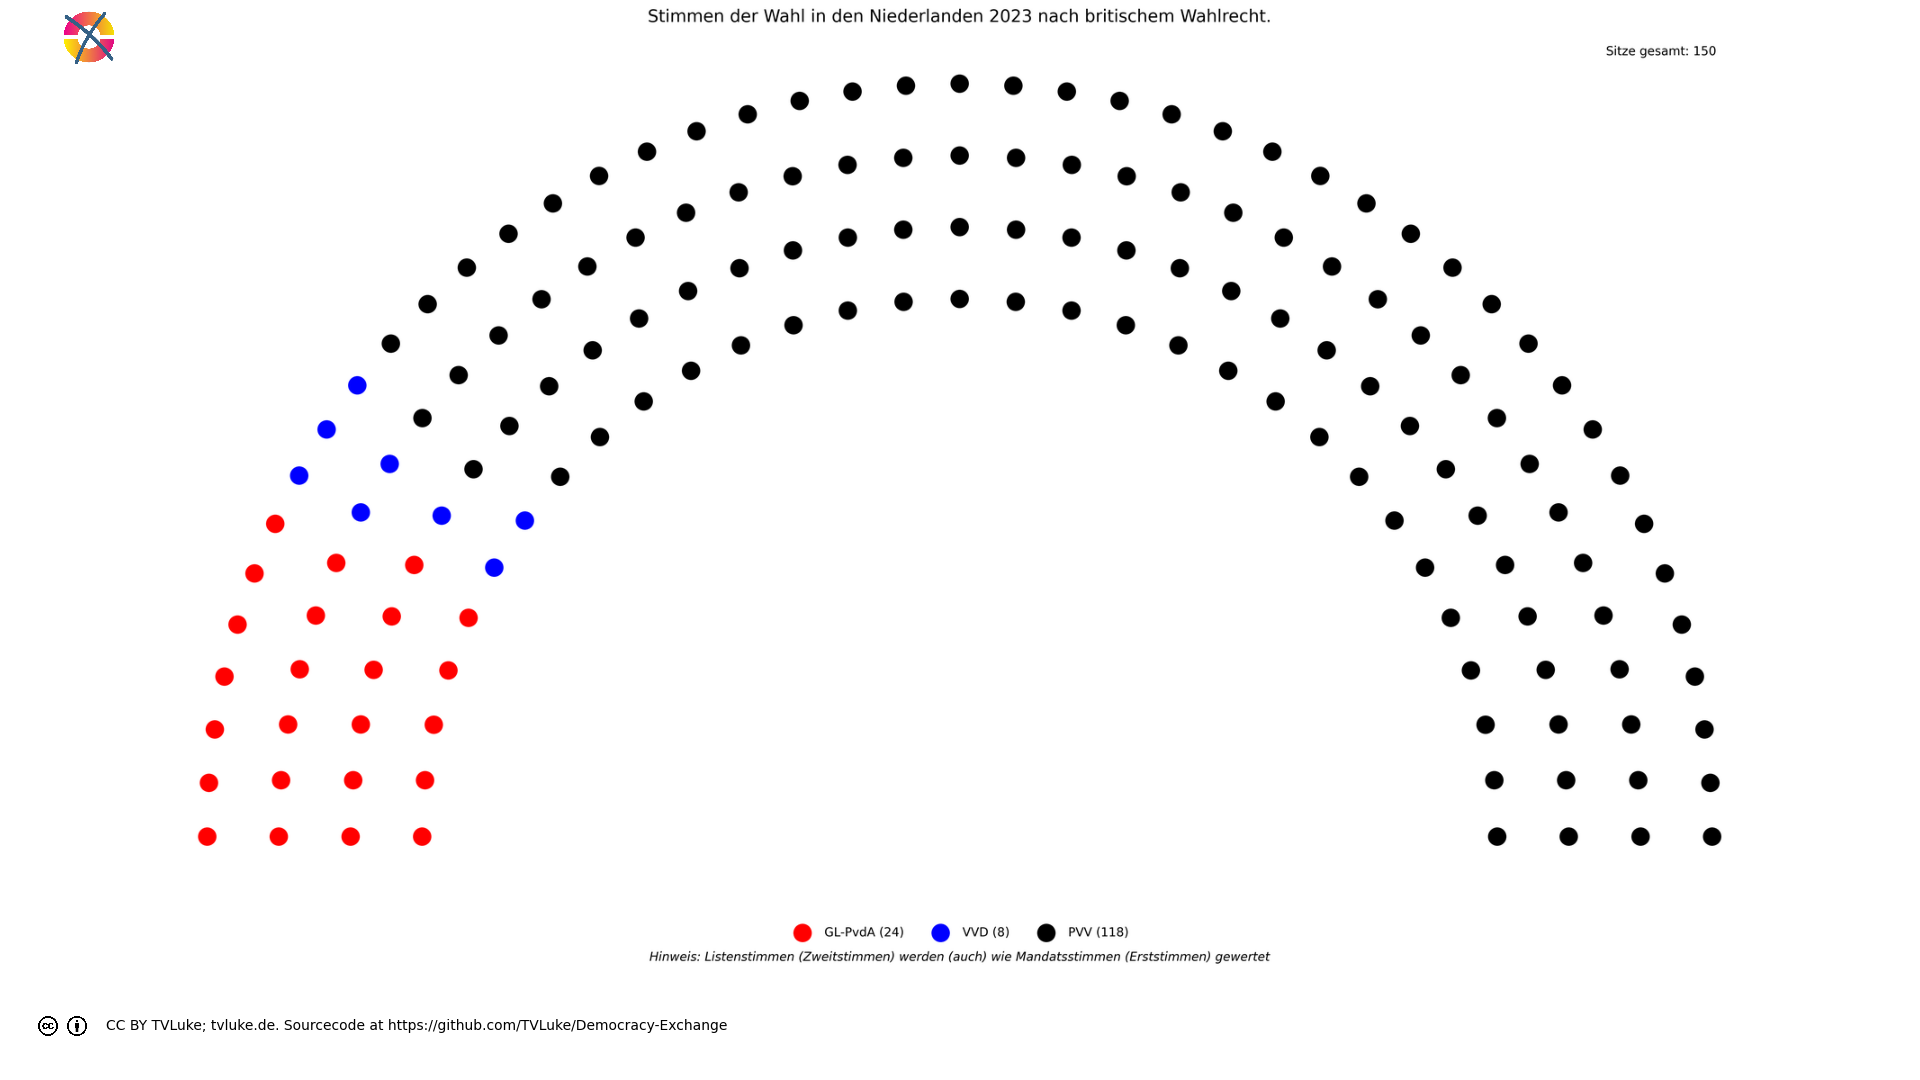 Stimmen der Wahl in den Niederlanden 2023 nach britischem Wahlrecht.
Sitze gesamt: 150
GL-PvdA (24) VVD (8) PVV (118)
Hinweis: Listenstimmen (Zweitstimmen) werden (auch) wie Mandatsstimmen (Erststimmen) gewertet
cc CC BY TVLuke; tvluke.de. Sourcecode at https://github.com/TVLuke/Democracy-Exchange